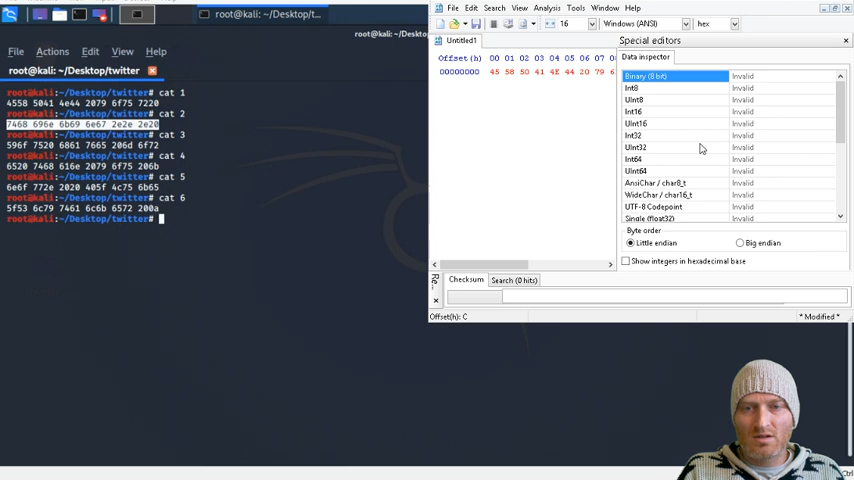 root@kali: ~/Desktop/t...
root@kali: ~/Desktop/
File Actions Edit View Help
root@kali: ~/Desktop/twitter
root@kali:~/Desktop/twitter# cat 1
4558 5041 4e44 2079 6f75 7220
root@kali:~/Desktop/twitter# cat 2
7468 696e 6b69 6e67 2e2e 2e20
root@kali:~/Desktop/twitter# cat 3
596f 7520 6861 7665 206d 6f72
root@kali:~/Desktop/twitter# cat 4
6520 7468 616e 2079 6f75 206b
root@kali:~/Desktop/twitter# cat 5
6e6f 772e 2020 405f 4c75 6b65
root@kali:~/Desktop/twitter# cat 6
5f53 6c79 7461 6c6b 6572 200a
root@kali:~/Desktop/twitter#
File Edit Search View Analysis Tools Window Help
16 Windows (ANSI) hex
Untitled1
Offset(h) 00 01 02 03 04 05 06 07 08
00000000 45 58 50 41 4E 44 20 79 6
Special editors
Data inspector
Binary (8 bit) Invalid
Int8 Invalid
UInt8 Invalid
Int16 Invalid
UInt16 Invalid
Int32 Invalid
UInt32 Invalid
Int64 Invalid
UInt64 Invalid
AnsiChar / char8_t Invalid
WideChar / char16_t Invalid
UTF-8 Codepoint Invalid
Single (float32) Invalid
Byte order
Little endian Big endian
Show integers in hexadecimal base
Re...
Checksum Search (0 hits)
Offset(h): C * Modified *
Ctrl